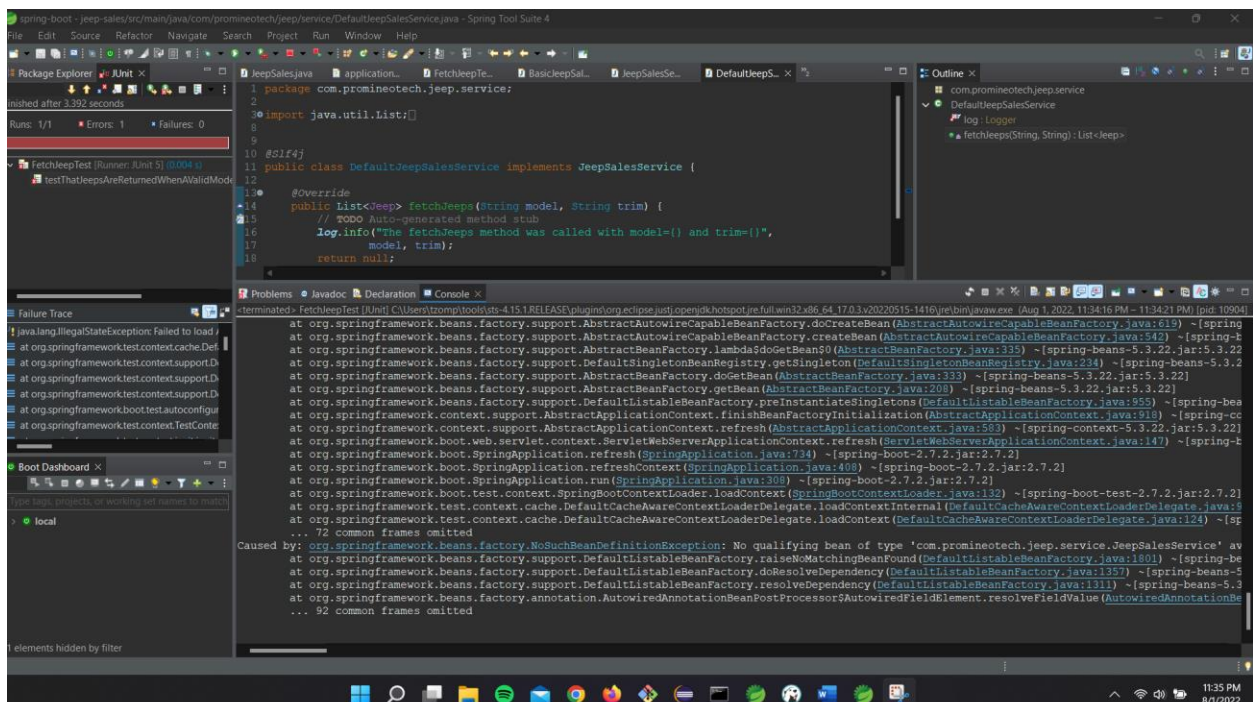 spring-boot - jeep-sales/src/main/java/com/promineotech/jeep/service/DefaultJeepSalesService.java - Spring Tool Suite 4
File Edit Source Refactor Navigate Search Project Run Window Help
Package Explorer JUnit
inished after 3.392 seconds
Runs: 1/1 Errors: 1 Failures: 0
FetchJeepTest [Runner: JUnit 5] (0.004 s)
testThatJeepsAreReturnedWhenAValidMode
JeepSales.java application... FetchJeepTe... BasicJeepSal... JeepSalesSe... DefaultJeepS...
1 package com.promineotech.jeep.service;
2
3 import java.util.List;
8
9
10 @Slf4j
11 public class DefaultJeepSalesService implements JeepSalesService {
12
13 @Override
14 public List<Jeep> fetchJeeps(String model, String trim) {
15 // TODO Auto-generated method stub
16 log.info("The fetchJeeps method was called with model={} and trim={}",
17 model, trim);
18 return null;
Outline
com.promineotech.jeep.service
DefaultJeepSalesService
log : Logger
fetchJeeps(String, String) : List<Jeep>
Failure Trace
java.lang.IllegalStateException: Failed to load A
at org.springframework.test.context.cache.Defa
at org.springframework.test.context.support.De
at org.springframework.test.context.support.De
at org.springframework.boot.test.autoconfigur
at org.springframework.test.context.TestContex
Boot Dashboard
Type tags, projects, or working set names to match
local
1 elements hidden by filter
Problems Javadoc Declaration Console
<terminated> FetchJeepTest [JUnit] C:\Users\tzomp\tools\sts-4.15.1.RELEASE\plugins\org.eclipse.justj.openjdk.hotspot.jre.full.win32.x86_64_17.0.3.v20220515-1416\jre\bin\javaw.exe (Aug 1, 2022, 11:34:16 PM – 11:34:21 PM) [pid: 10904]
at org.springframework.beans.factory.support.AbstractAutowireCapableBeanFactory.doCreateBean(AbstractAutowireCapableBeanFactory.java:619) ~[spring
at org.springframework.beans.factory.support.AbstractAutowireCapableBeanFactory.createBean(AbstractAutowireCapableBeanFactory.java:542) ~[spring-b
at org.springframework.beans.factory.support.AbstractBeanFactory.lambda$doGetBean$0(AbstractBeanFactory.java:335) ~[spring-beans-5.3.22.jar:5.3.22
at org.springframework.beans.factory.support.DefaultSingletonBeanRegistry.getSingleton(DefaultSingletonBeanRegistry.java:234) ~[spring-beans-5.3.2
at org.springframework.beans.factory.support.AbstractBeanFactory.doGetBean(AbstractBeanFactory.java:333) ~[spring-beans-5.3.22.jar:5.3.22]
at org.springframework.beans.factory.support.AbstractBeanFactory.getBean(AbstractBeanFactory.java:208) ~[spring-beans-5.3.22.jar:5.3.22]
at org.springframework.beans.factory.support.DefaultListableBeanFactory.preInstantiateSingletons(DefaultListableBeanFactory.java:955) ~[spring-bea
at org.springframework.context.support.AbstractApplicationContext.finishBeanFactoryInitialization(AbstractApplicationContext.java:918) ~[spring-co
at org.springframework.context.support.AbstractApplicationContext.refresh(AbstractApplicationContext.java:583) ~[spring-context-5.3.22.jar:5.3.22]
at org.springframework.boot.web.servlet.context.ServletWebServerApplicationContext.refresh(ServletWebServerApplicationContext.java:147) ~[spring-b
at org.springframework.boot.SpringApplication.refresh(SpringApplication.java:734) ~[spring-boot-2.7.2.jar:2.7.2]
at org.springframework.boot.SpringApplication.refreshContext(SpringApplication.java:408) ~[spring-boot-2.7.2.jar:2.7.2]
at org.springframework.boot.SpringApplication.run(SpringApplication.java:308) ~[spring-boot-2.7.2.jar:2.7.2]
at org.springframework.boot.test.context.SpringBootContextLoader.loadContext(SpringBootContextLoader.java:132) ~[spring-boot-test-2.7.2.jar:2.7.2]
at org.springframework.test.context.cache.DefaultCacheAwareContextLoaderDelegate.loadContextInternal(DefaultCacheAwareContextLoaderDelegate.java:9
at org.springframework.test.context.cache.DefaultCacheAwareContextLoaderDelegate.loadContext(DefaultCacheAwareContextLoaderDelegate.java:124) ~[sp
... 72 common frames omitted
Caused by: org.springframework.beans.factory.NoSuchBeanDefinitionException: No qualifying bean of type 'com.promineotech.jeep.service.JeepSalesService' av
at org.springframework.beans.factory.support.DefaultListableBeanFactory.raiseNoMatchingBeanFound(DefaultListableBeanFactory.java:1801) ~[spring-be
at org.springframework.beans.factory.support.DefaultListableBeanFactory.doResolveDependency(DefaultListableBeanFactory.java:1357) ~[spring-beans-5
at org.springframework.beans.factory.support.DefaultListableBeanFactory.resolveDependency(DefaultListableBeanFactory.java:1311) ~[spring-beans-5.3
at org.springframework.beans.factory.annotation.AutowiredAnnotationBeanPostProcessor$AutowiredFieldElement.resolveFieldValue(AutowiredAnnotationBe
... 92 common frames omitted
11:35 PM
8/1/2022